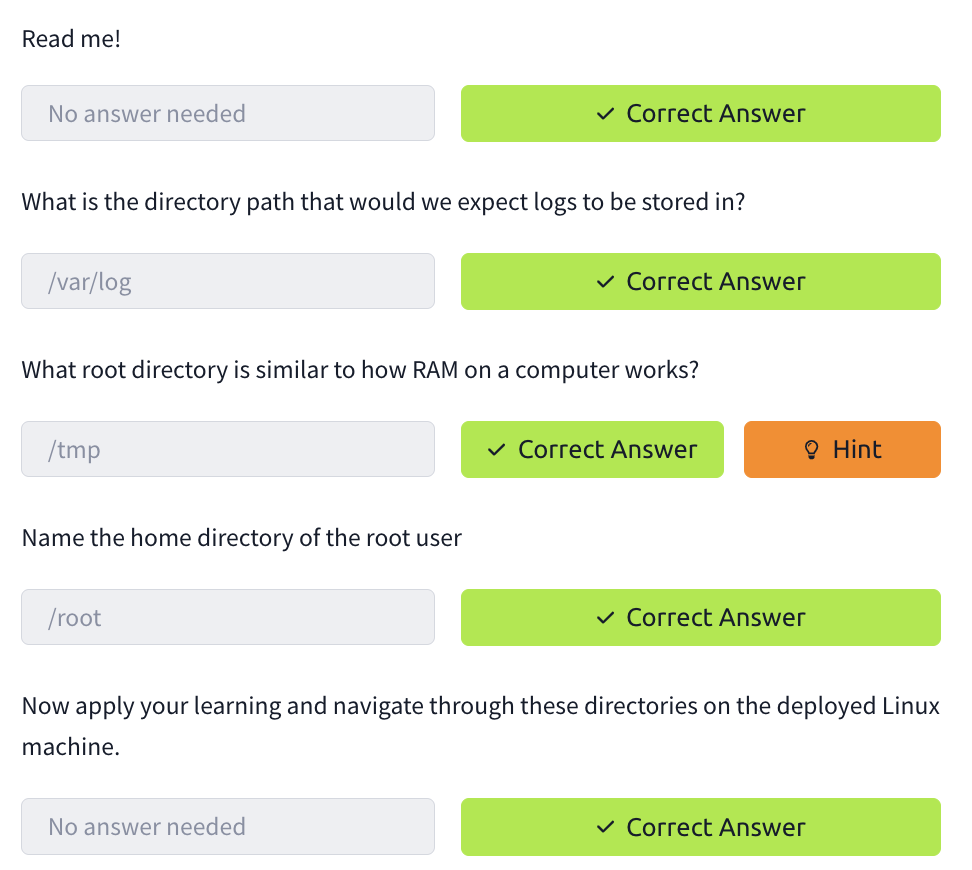 Read me!
No answer needed
Correct Answer
What is the directory path that would we expect logs to be stored in?
/var/log
Correct Answer
What root directory is similar to how RAM on a computer works?
/tmp
Correct Answer
Hint
Name the home directory of the root user
/root
Correct Answer
Now apply your learning and navigate through these directories on the deployed Linux
machine.
No answer needed
Correct Answer